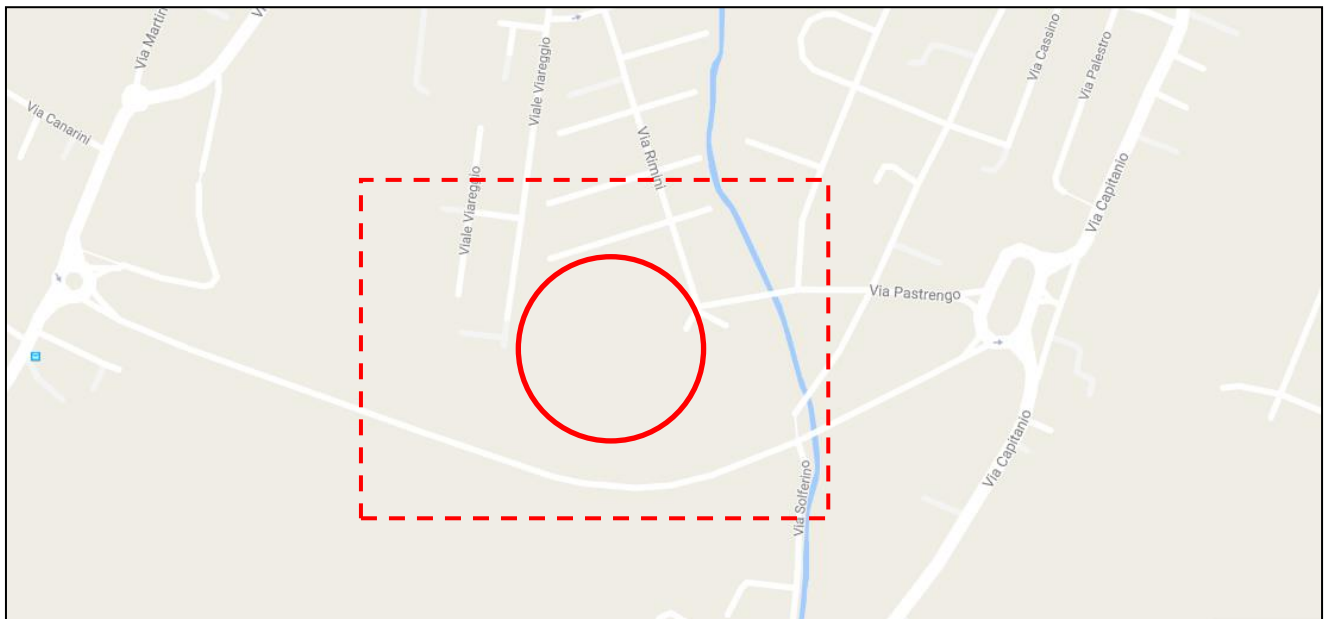 Via Martin
V
Via Canarini
Viale Viareggio
Viale Viareggio
Via Rimini
Via Cassino
Via Palestro
Via Capitanio
Via Pastrengo
Via Solferino
Via Capitanio